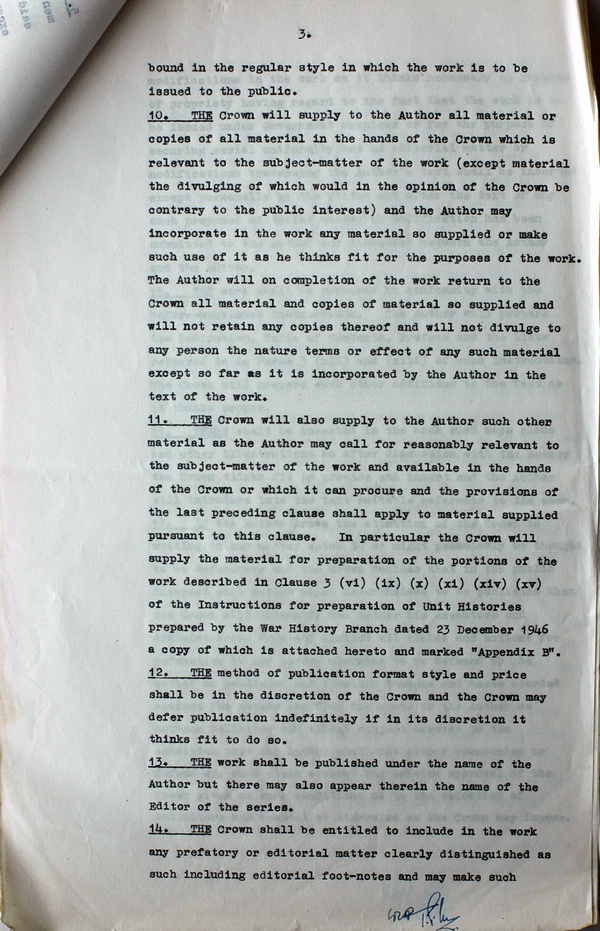 3.
bound in the regular style in which the work is to be
issued to the public.
10. THE Crown will supply to the Author all material or
copies of all material in the hands of the Crown which is
relevant to the subject-matter of the work (except material
the divulging of which would in the opinion of the Crown be
contrary to the public interest) and the Author may
incorporate in the work any material so supplied or make
such use of it as he thinks fit for the purposes of the work.
The Author will on completion of the work return to the
Crown all material and copies of material so supplied and
will not retain any copies thereof and will not divulge to
any person the nature terms or effect of any such material
except so far as it is incorporated by the Author in the
text of the work.
11. THE Crown will also supply to the Author such other
material as the Author may call for reasonably relevant to
the subject-matter of the work and available in the hands
of the Crown or which it can procure and the provisions of
the last preceding clause shall apply to material supplied
pursuant to this clause. In particular the Crown will
supply the material for preparation of the portions of the
work described in Clause 3 (vi) (ix) (x) (xi) (xiv) (xv)
of the Instructions for preparation of Unit Histories
prepared by the War History Branch dated 23 December 1946
a copy of which is attached hereto and marked "Appendix B".
12. THE method of publication format style and price
shall be in the discretion of the Crown and the Crown may
defer publication indefinitely if in its discretion it
thinks fit to do so.
13. THE work shall be published under the name of the
Author but there may also appear therein the name of the
Editor of the series.
14. THE Crown shall be entitled to include in the work
any prefatory or editorial matter clearly distinguished as
such including editorial foot-notes and may make such